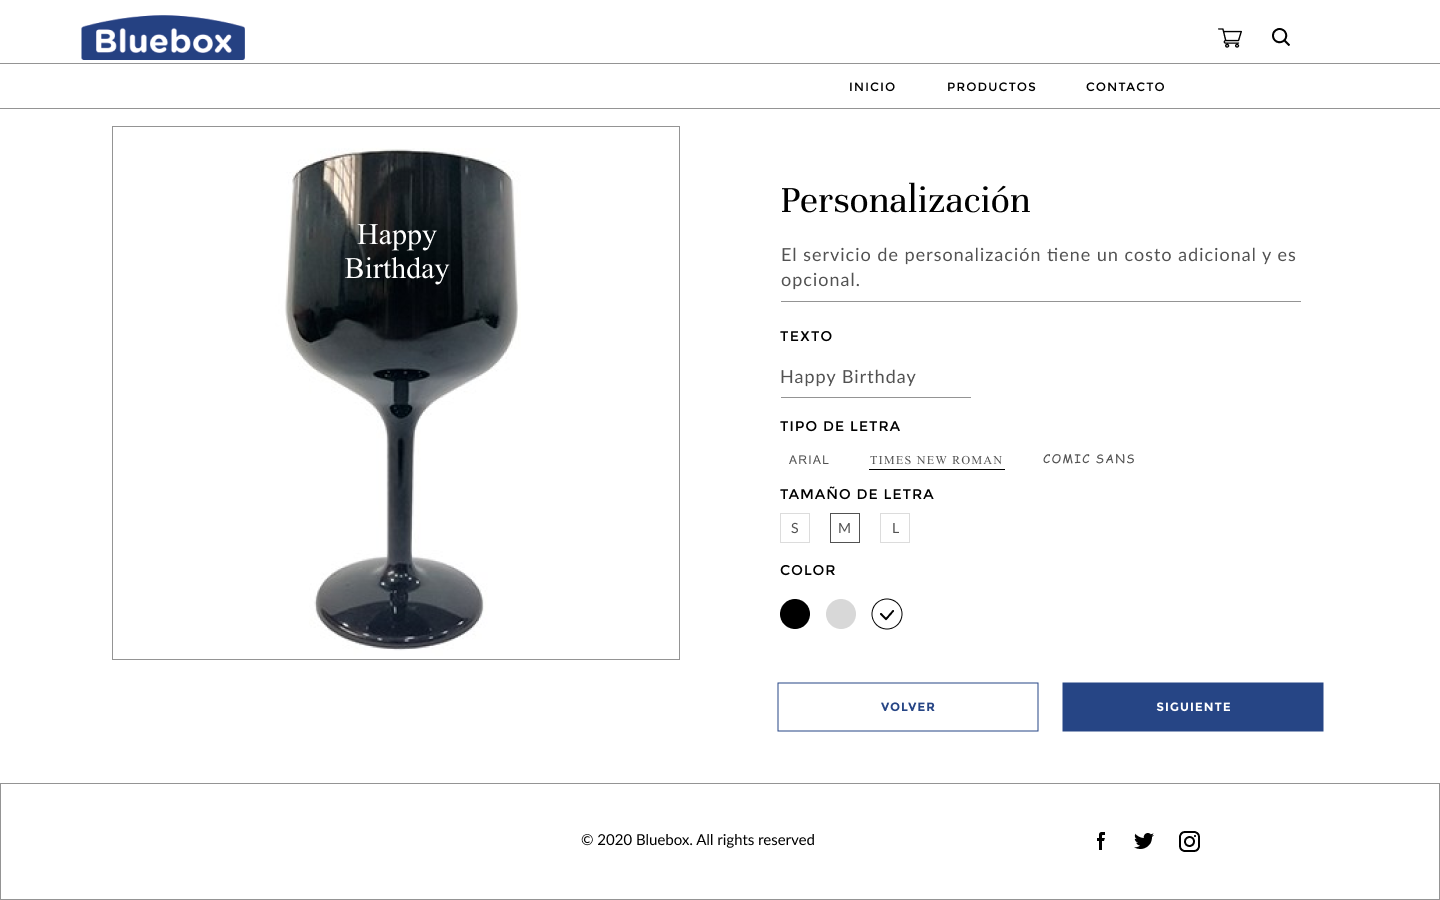 Bluebox
INICIO PRODUCTOS CONTACTO
Happy
Birthday
Personalización
El servicio de personalización tiene un costo adicional y es
opcional.
TEXTO
Happy Birthday
TIPO DE LETRA
ARIAL TIMES NEW ROMAN COMIC SANS
TAMAÑO DE LETRA
S M L
COLOR
VOLVER SIGUIENTE
© 2020 Bluebox. All rights reserved